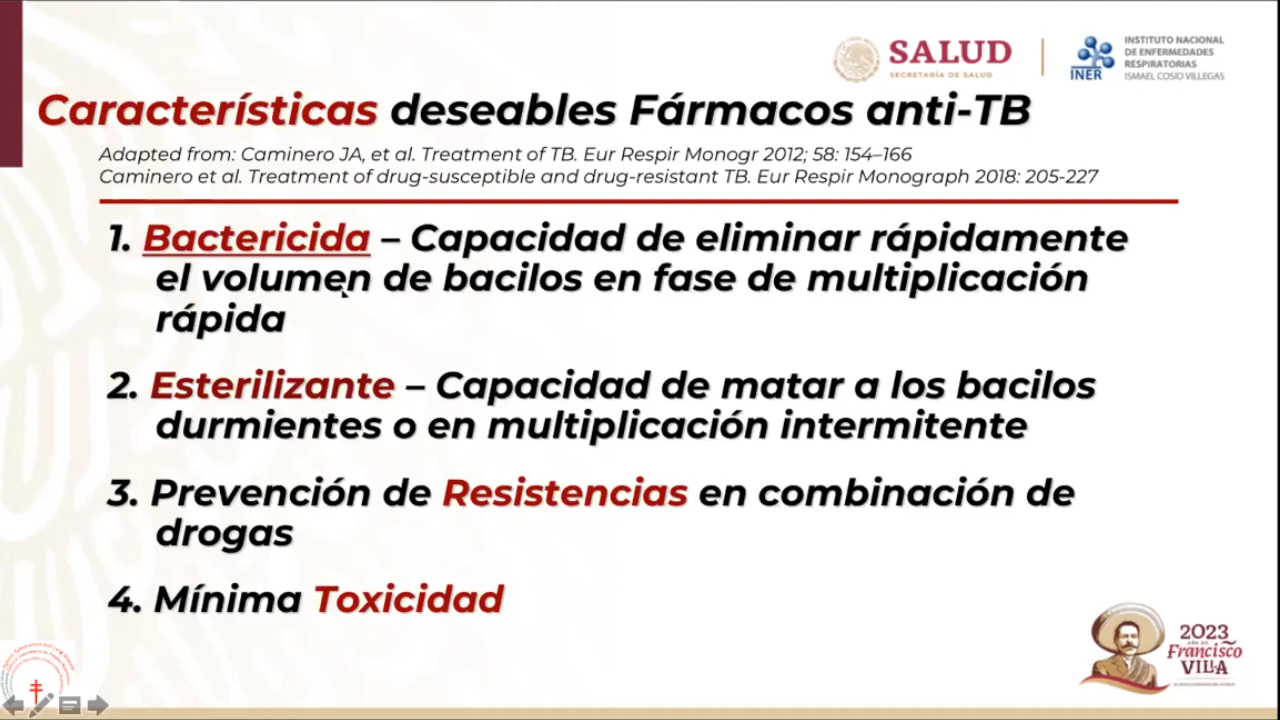 SALUD
SECRETARÍA DE SALUD
INER
INSTITUTO NACIONAL
DE ENFERMEDADES
RESPIRATORIAS
ISMAEL COSÍO VILLEGAS
Características deseables Fármacos anti-TB
Adapted from: Caminero JA, et al. Treatment of TB. Eur Respir Monogr 2012; 58: 154–166
Caminero et al. Treatment of drug-susceptible and drug-resistant TB. Eur Respir Monograph 2018: 205-227
1. Bactericida – Capacidad de eliminar rápidamente
el volumen de bacilos en fase de multiplicación
rápida
2. Esterilizante – Capacidad de matar a los bacilos
durmientes o en multiplicación intermitente
3. Prevención de Resistencias en combinación de
drogas
4. Mínima Toxicidad
2023
Francisco
VILLA